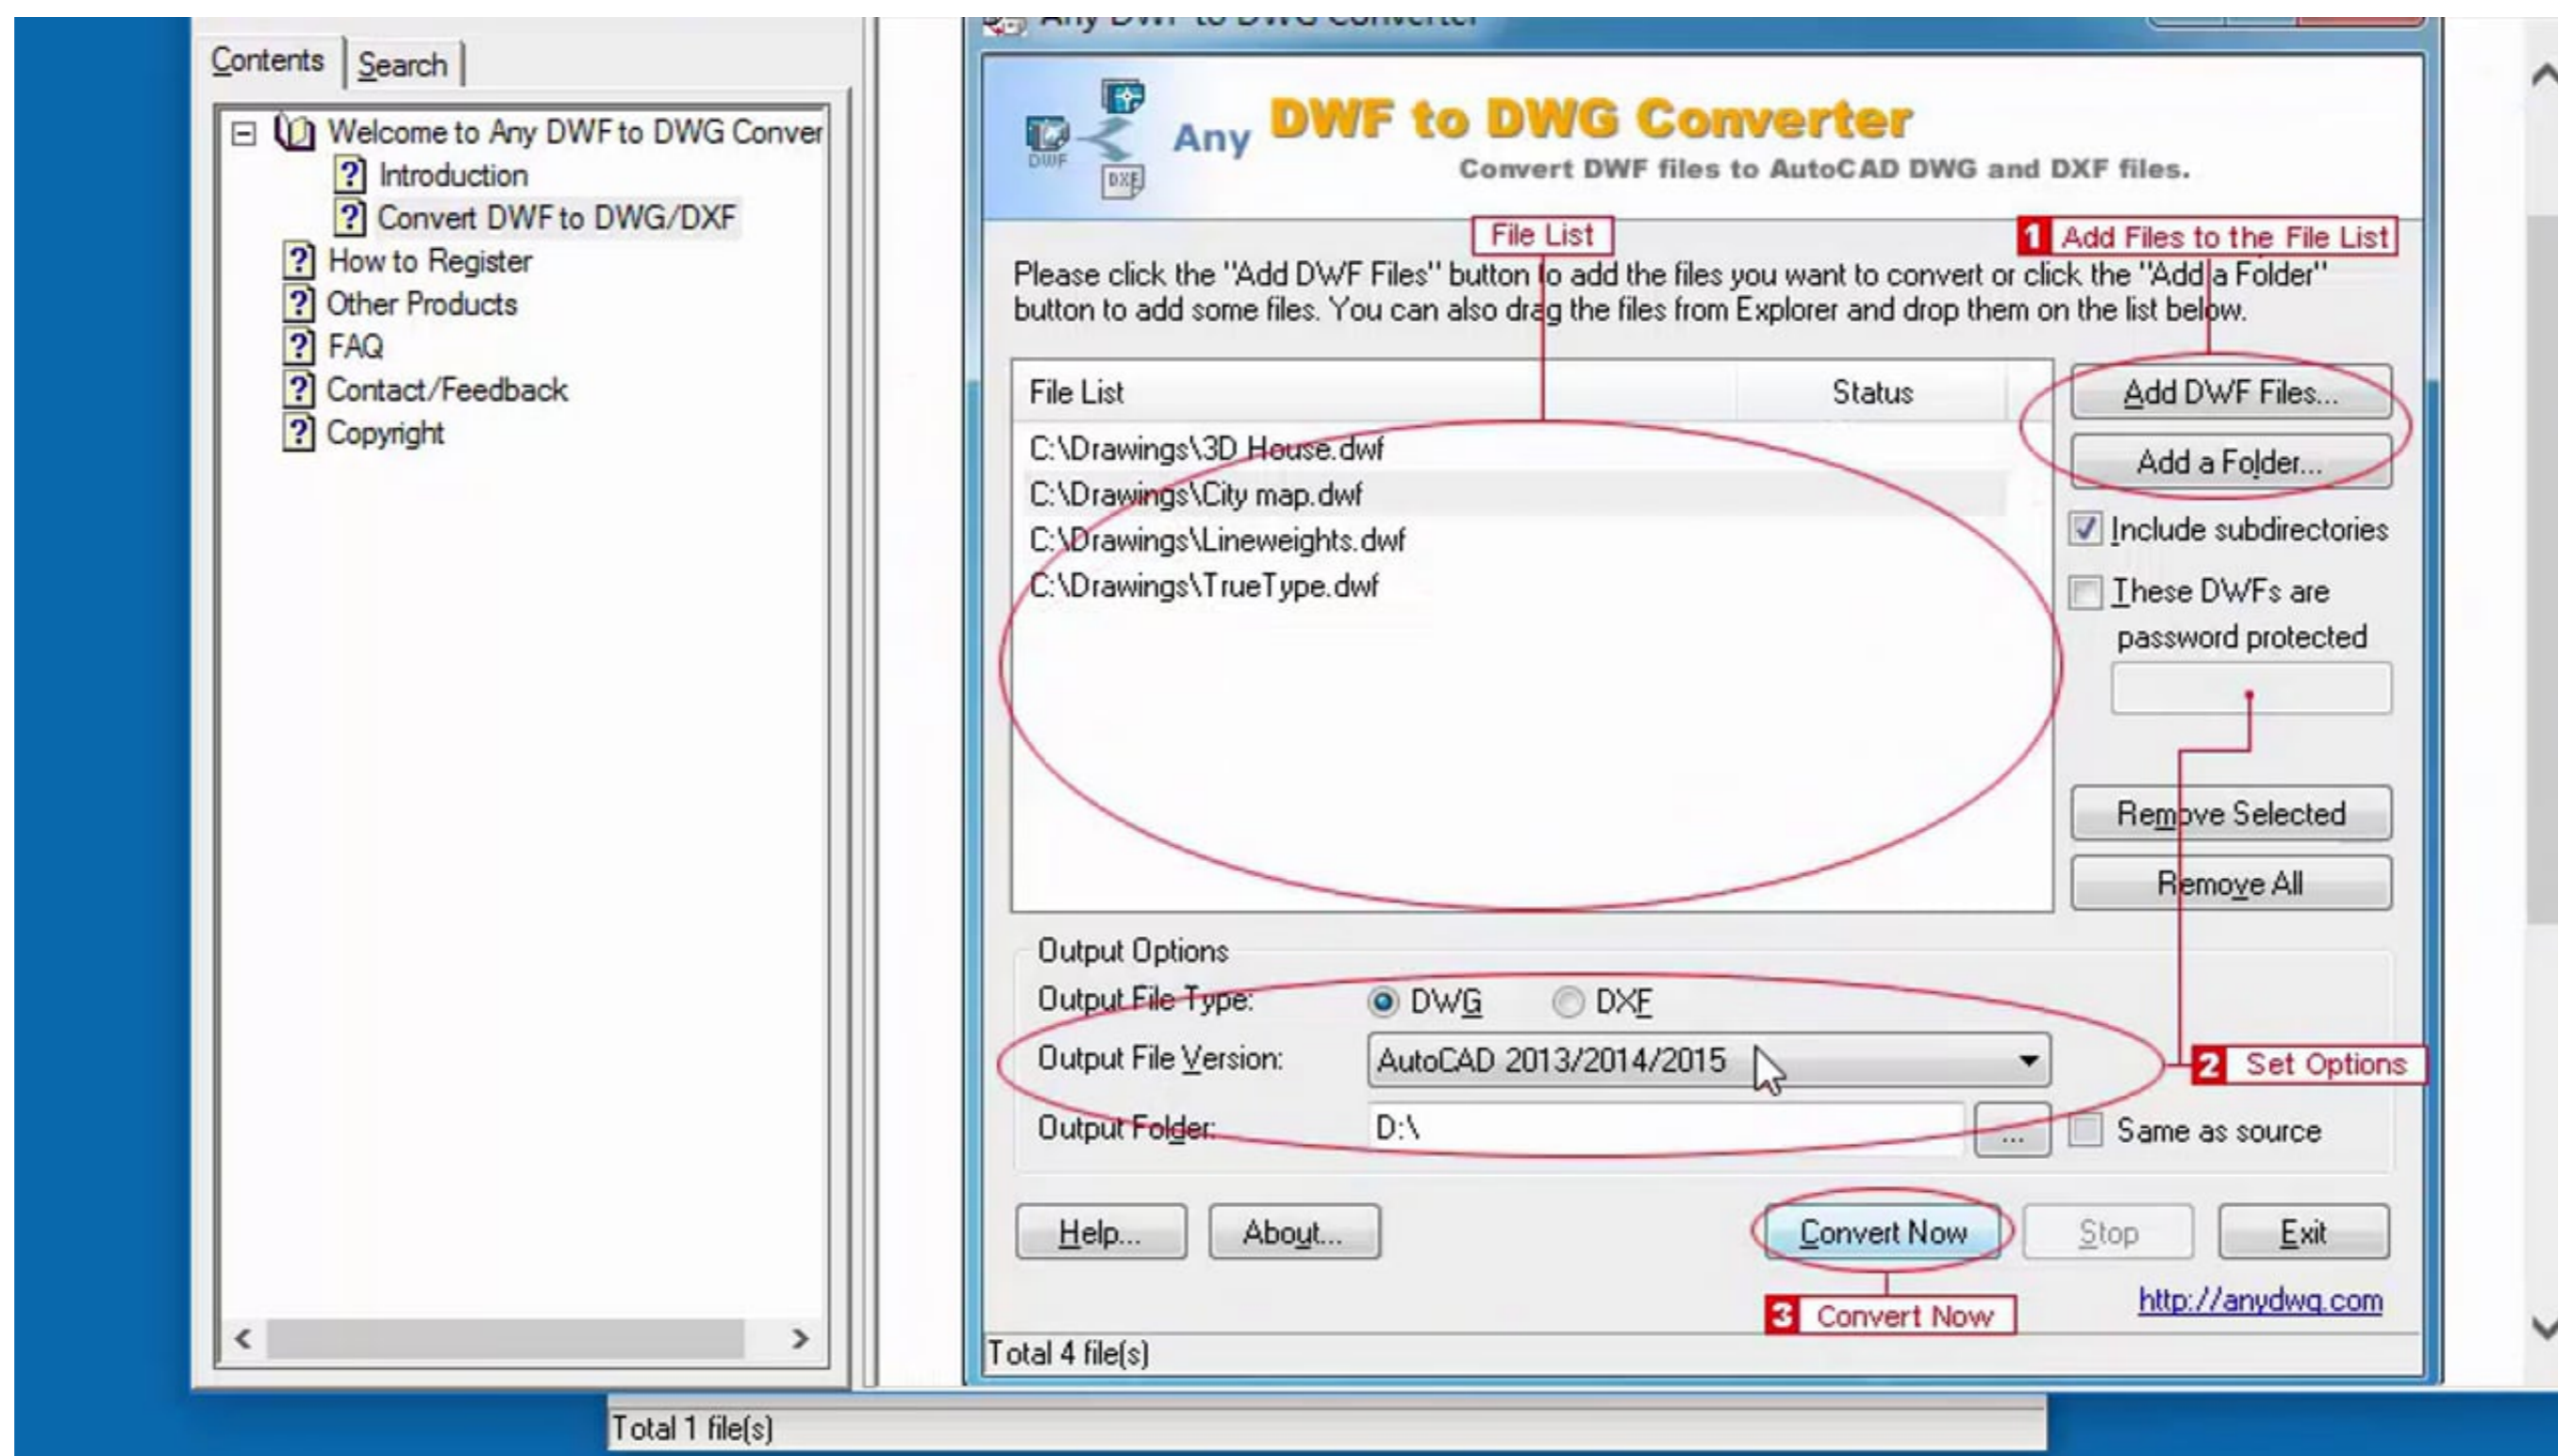 Contents
Search
Welcome to Any DWF to DWG Conver
Introduction
Convert DWF to DWG/DXF
How to Register
Other Products
FAQ
Contact/Feedback
Copyright
Any DWF to DWG Converter
DWF
DXF
Any DWF to DWG Converter
Convert DWF files to AutoCAD DWG and DXF files.
File List
1 Add Files to the File List
Please click the "Add DWF Files" button to add the files you want to convert or click the "Add a Folder"
button to add some files. You can also drag the files from Explorer and drop them on the list below.
File List Status
C:\Drawings\3D House.dwf
C:\Drawings\City map.dwf
C:\Drawings\Lineweights.dwf
C:\Drawings\TrueType.dwf
Add DWF Files...
Add a Folder...
Include subdirectories
These DWFs are
password protected
Remove Selected
Remove All
Output Options
Output File Type: DWG DXF
Output File Version: AutoCAD 2013/2014/2015
2 Set Options
Output Folder: D:\ ... Same as source
Help... About... Convert Now Stop Exit
3 Convert Now
http://anydwg.com
Total 4 file(s)
Total 1 file(s)